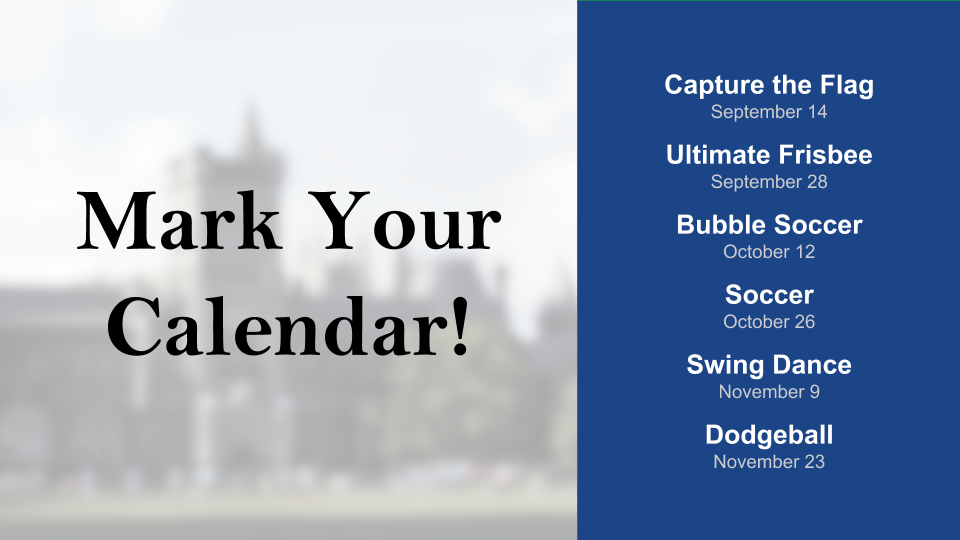 Mark Your
Calendar!
Capture the Flag
September 14
Ultimate Frisbee
September 28
Bubble Soccer
October 12
Soccer
October 26
Swing Dance
November 9
Dodgeball
November 23